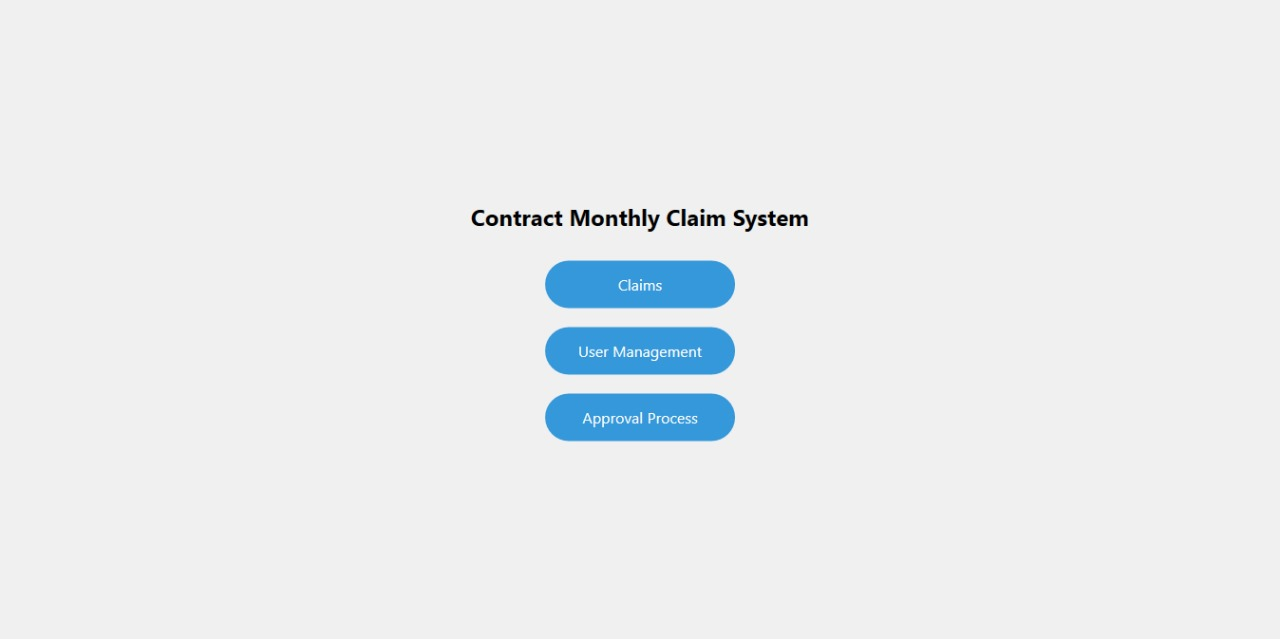 Contract Monthly Claim System
Claims
User Management
Approval Process